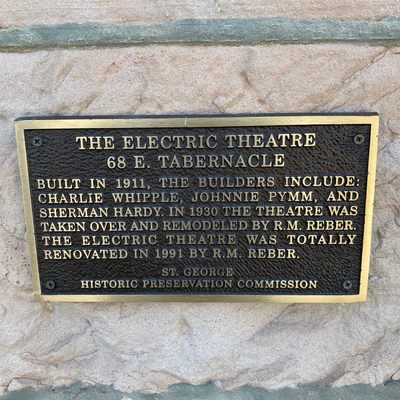 THE ELECTRIC THEATRE
68 E. TABERNACLE
BUILT IN 1911, THE BUILDERS INCLUDE:
CHARLIE WHIPPLE, JOHNNIE PYMM, AND
SHERMAN HARDY. IN 1930 THE THEATRE WAS
TAKEN OVER AND REMODELED BY R.M. REBER.
THE ELECTRIC THEATRE WAS TOTALLY
RENOVATED IN 1991 BY R.M. REBER.
ST. GEORGE
HISTORIC PRESERVATION COMMISSION